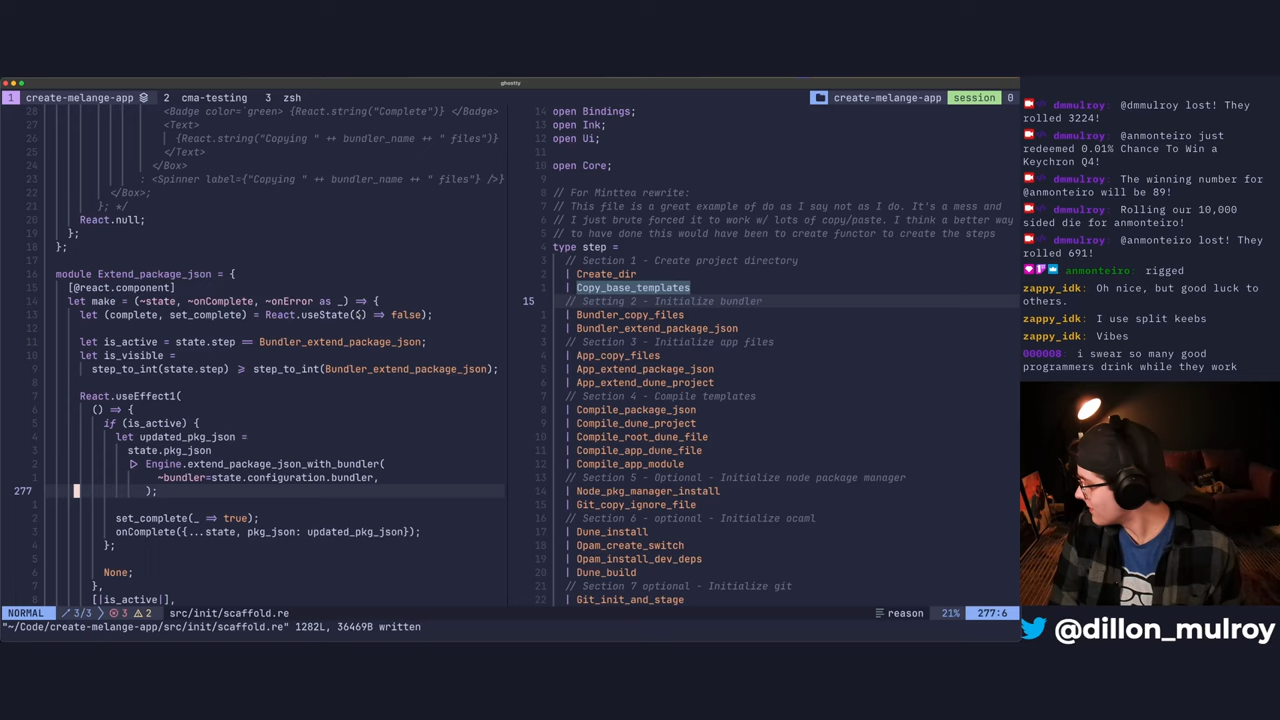 ghostty
1 create-melange-app 2 cma-testing 3 zsh
create-melange-app session 0
28 <Badge color=`green> {React.string("Complete")} </Badge>
27 <Text>
26 {React.string("Copying " ++ bundler_name ++ " files")}
25 </Text>
24 </Box>
23 : <Spinner label={"Copying " ++ bundler_name ++ " files"} />}
22 </Box>;
21 }; */
20 React.null;
19 };
18 };
17
16 module Extend_package_json = {
15 [@react.component]
14 let make = (~state, ~onComplete, ~onError as _) => {
13 let (complete, set_complete) = React.useState(() => false);
12
11 let is_active = state.step == Bundler_extend_package_json;
10 let is_visible =
9 step_to_int(state.step) >= step_to_int(Bundler_extend_package_json);
8
7 React.useEffect1(
6 () => {
5 if (is_active) {
4 let updated_pkg_json =
3 state.pkg_json
2 |> Engine.extend_package_json_with_bundler(
1 ~bundler=state.configuration.bundler,
277 );
1
2 set_complete(_ => true);
3 onComplete({...state, pkg_json: updated_pkg_json});
4 };
5
6 None;
7 },
8 [|is_active|],
14 open Bindings;
13 open Ink;
12 open Ui;
11
10 open Core;
9
8 // For Minttea rewrite:
7 // This file is a great example of do as I say not as I do. It's a mess and
6 // I just brute forced it to work w/ lots of copy/paste. I think a better way
5 // to have done this would have been to create functor to create the steps
4 type step =
3 // Section 1 - Create project directory
2 | Create_dir
1 | Copy_base_templates
15 // Setting 2 - Initialize bundler
1 | Bundler_copy_files
2 | Bundler_extend_package_json
3 // Section 3 - Initialize app files
4 | App_copy_files
5 | App_extend_package_json
6 | App_extend_dune_project
7 // Section 4 - Compile templates
8 | Compile_package_json
9 | Compile_dune_project
10 | Compile_root_dune_file
11 | Compile_app_dune_file
12 | Compile_app_module
13 // Section 5 - Optional - Initialize node package manager
14 | Node_pkg_manager_install
15 | Git_copy_ignore_file
16 // Section 6 - optional - Initialize ocaml
17 | Dune_install
18 | Opam_create_switch
19 | Opam_install_dev_deps
20 | Dune_build
21 // Section 7 optional - Initialize git
22 | Git_init_and_stage
NORMAL 3/3 3 2 src/init/scaffold.re reason 21% 277:6
"~/Code/create-melange-app/src/init/scaffold.re" 1282L, 36469B written
dmmulroy: @dmmulroy lost! They
rolled 3224!
dmmulroy: @anmonteiro just
redeemed 0.01% Chance To Win a
Keychron Q4!
dmmulroy: The winning number for
@anmonteiro will be 89!
dmmulroy: Rolling our 10,000
sided die for anmonteiro!
dmmulroy: @anmonteiro lost! They
rolled 691!
anmonteiro: rigged
zappy_idk: Oh nice, but good luck to
others.
zappy_idk: I use split keebs
zappy_idk: Vibes
000008: i swear so many good
programmers drink while they work
@dillon_mulroy